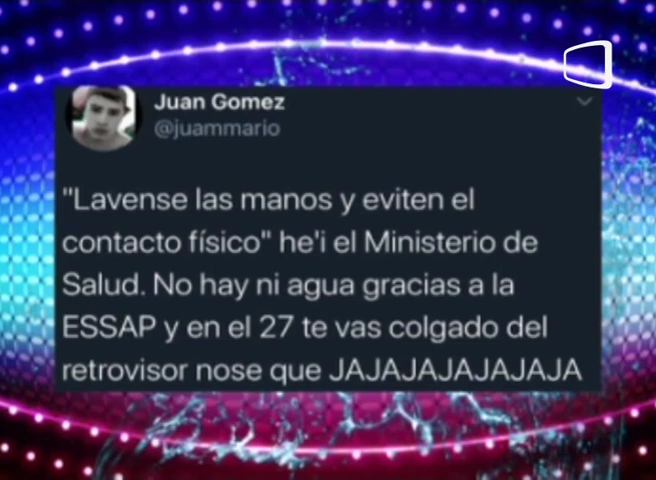 Juan Gomez
@juammario
"Lavense las manos y eviten el
contacto físico" he'i el Ministerio de
Salud. No hay ni agua gracias a la
ESSAP y en el 27 te vas colgado del
retrovisor nose que JAJAJAJAJAJAJA